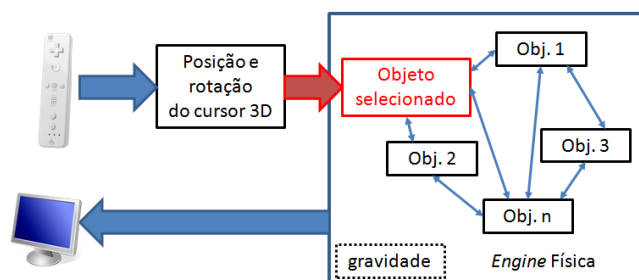 Posição e
rotação
do cursor 3D
Objeto
selecionado
Obj. 1
Obj. 2
Obj. 3
Obj. n
gravidade
Engine Física